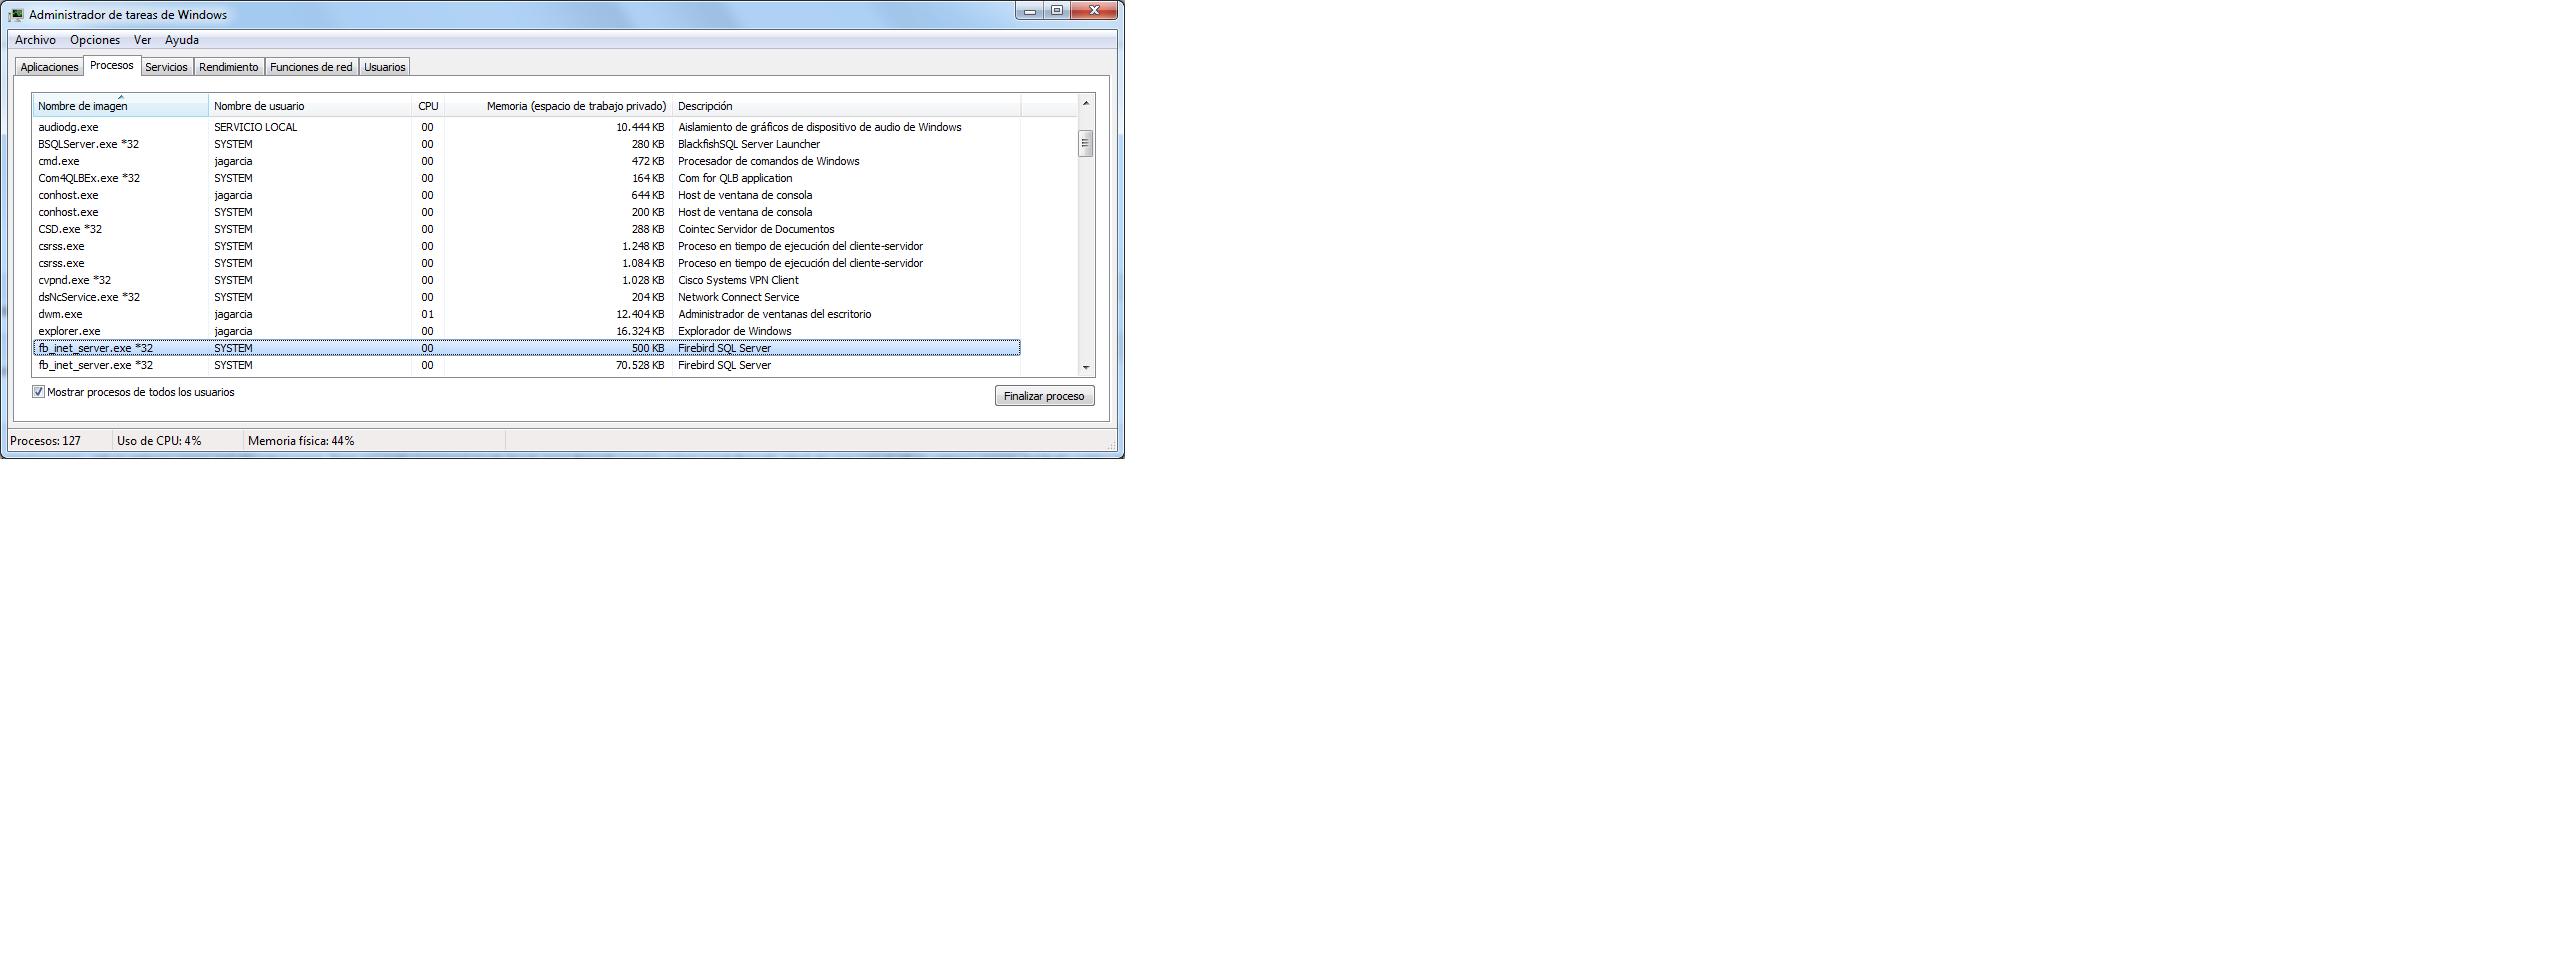 Administrador de tareas de Windows
Archivo Opciones Ver Ayuda
Aplicaciones Procesos Servicios Rendimiento Funciones de red Usuarios
Nombre de imagen Nombre de usuario CPU Memoria (espacio de trabajo privado) Descripción
audiodg.exe SERVICIO LOCAL 00 10.444 KB Aislamiento de gráficos de dispositivo de audio de Windows
BSQLServer.exe *32 SYSTEM 00 280 KB BlackfishSQL Server Launcher
cmd.exe jagarcia 00 472 KB Procesador de comandos de Windows
Com4QLBEx.exe *32 SYSTEM 00 164 KB Com for QLB application
conhost.exe jagarcia 00 644 KB Host de ventana de consola
conhost.exe SYSTEM 00 200 KB Host de ventana de consola
CSD.exe *32 SYSTEM 00 288 KB Cointec Servidor de Documentos
csrss.exe SYSTEM 00 1.248 KB Proceso en tiempo de ejecución del cliente-servidor
csrss.exe SYSTEM 00 1.084 KB Proceso en tiempo de ejecución del cliente-servidor
cvpnd.exe *32 SYSTEM 00 1.028 KB Cisco Systems VPN Client
dsNcService.exe *32 SYSTEM 00 204 KB Network Connect Service
dwm.exe jagarcia 01 12.404 KB Administrador de ventanas del escritorio
explorer.exe jagarcia 00 16.324 KB Explorador de Windows
fb_inet_server.exe *32 SYSTEM 00 500 KB Firebird SQL Server
fb_inet_server.exe *32 SYSTEM 00 70.528 KB Firebird SQL Server
Mostrar procesos de todos los usuarios Finalizar proceso
Procesos: 127 Uso de CPU: 4% Memoria física: 44%